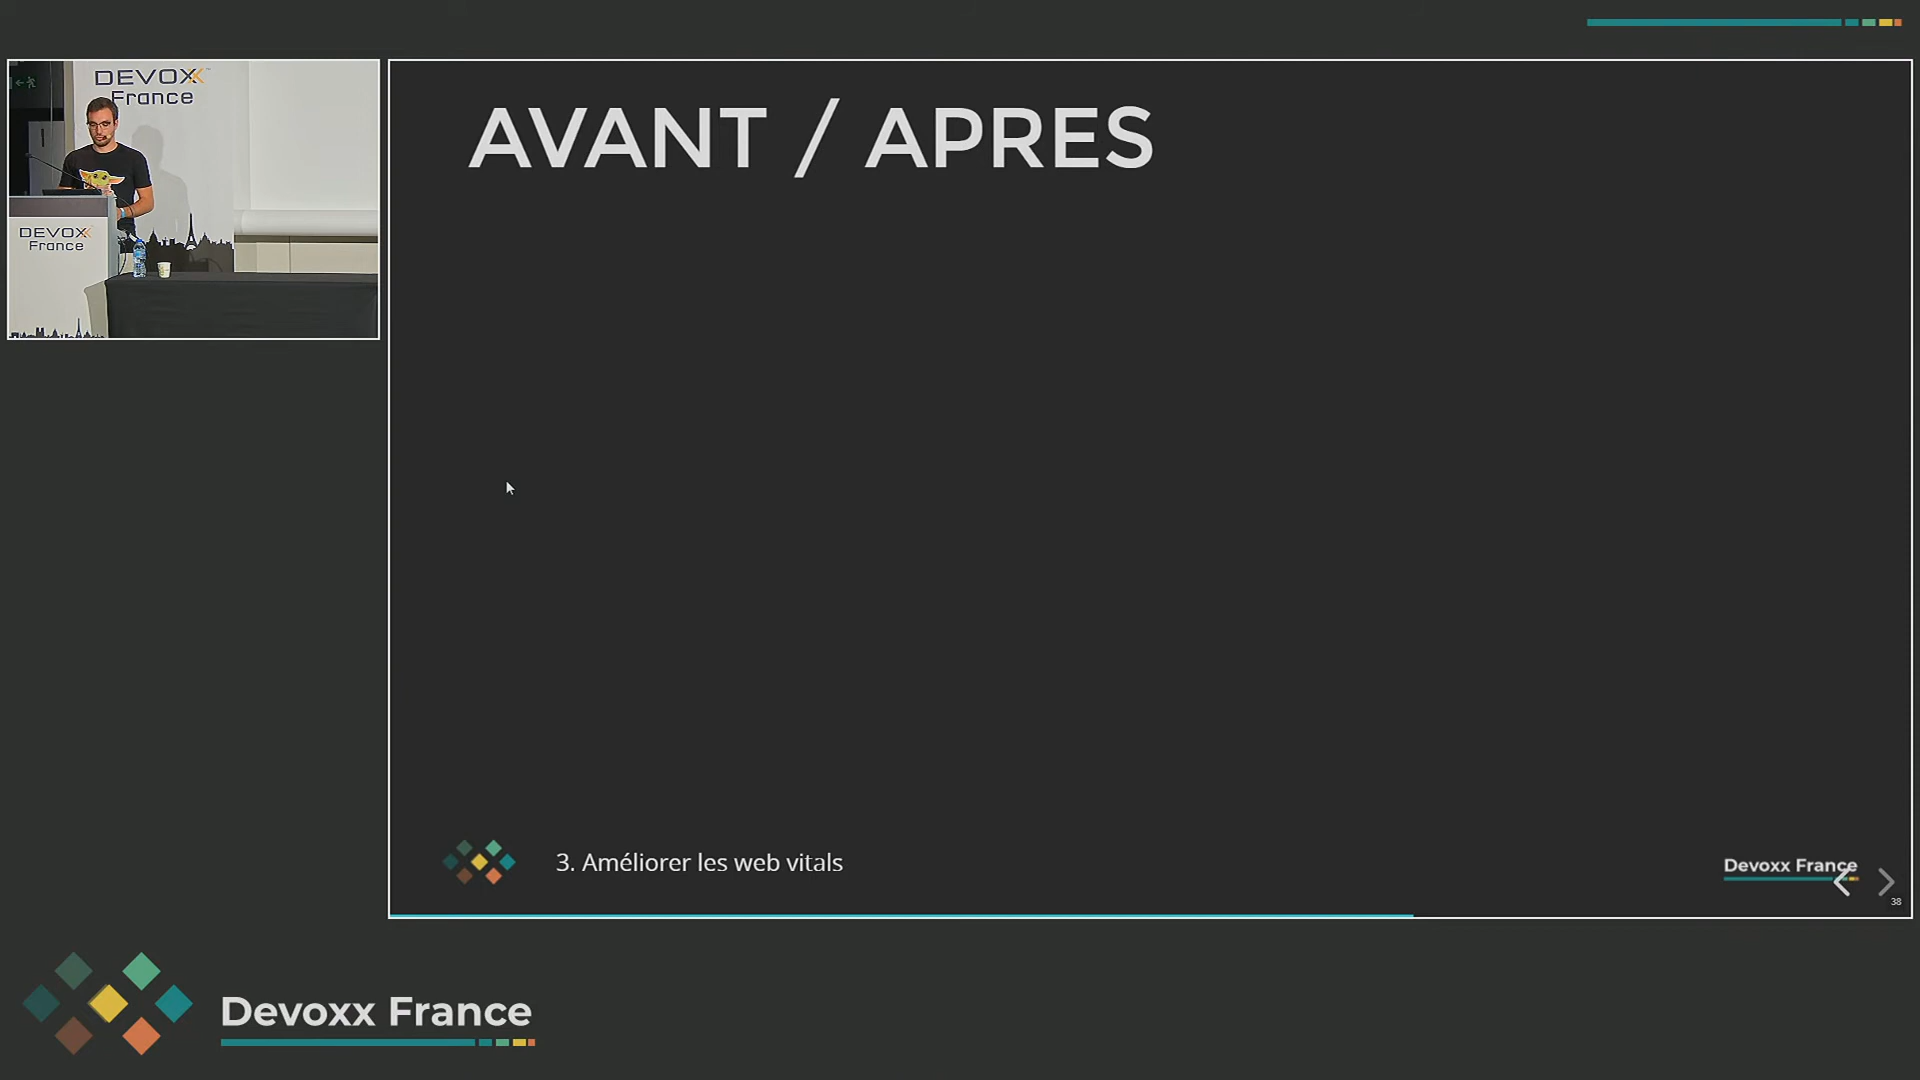 DEVOXX
France
DEVOXX
France
AVANT / APRES
3. Améliorer les web vitals
Devoxx France
38
Devoxx France